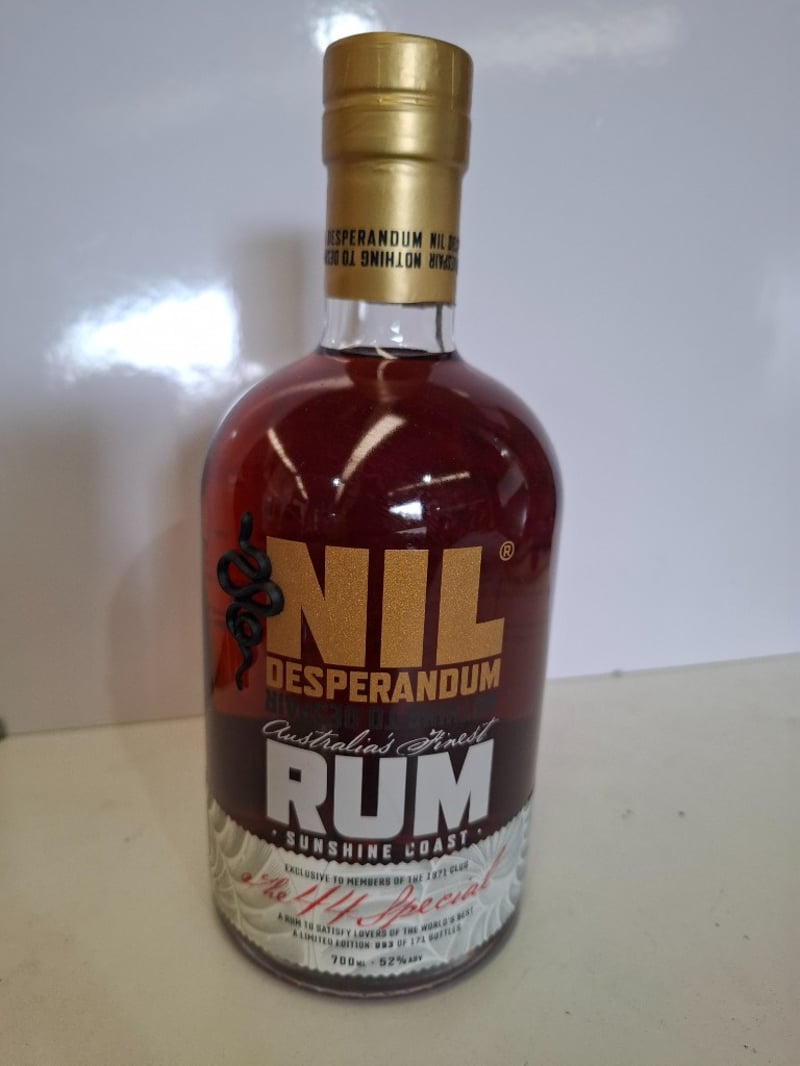 DESPERANDUM NIL DE
NOTHING TO DE
NIL®
DESPERANDUM
Australia's Finest
RUM
· SUNSHINE COAST ·
EXCLUSIVE TO MEMBERS OF THE 1971 CLUB
The 44 Special
A RUM TO SATISFY LOVERS OF THE WORLD'S BEST
A LIMITED EDITION: 093 OF 171 BOTTLES
700ML · 52%ABV